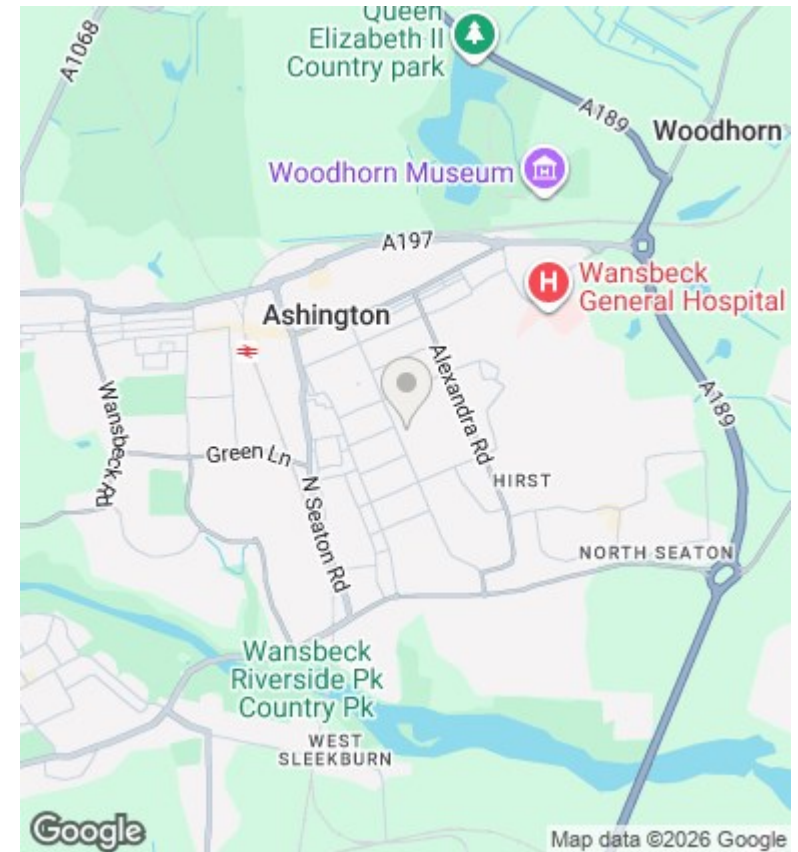 Queen
Elizabeth II
Country park
A1068
A189
Woodhorn
Woodhorn Museum
A197
H
Wansbeck
General Hospital
Ashington
Alexandra Rd
A189
Wansbeck Rd
Green Ln
HIRST
N Seaton Rd
NORTH SEATON
Wansbeck
Riverside Pk
Country Pk
WEST
SLEEKBURN
Google
Map data ©2026 Google